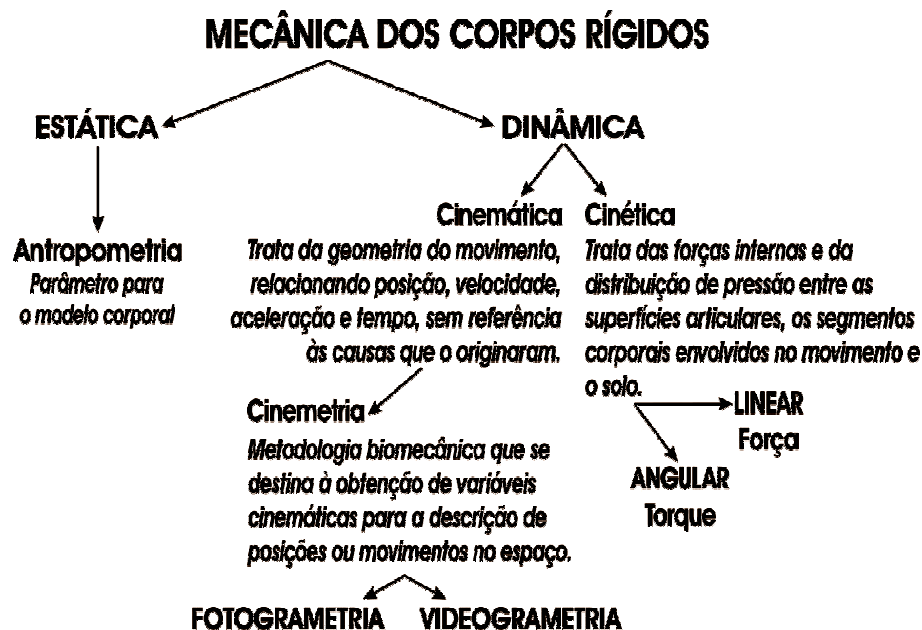 MECÂNICA DOS CORPOS RÍGIDOS
ESTÁTICA
DINÂMICA
Antropometria
Parâmetro para
o modelo corporal
Cinemática
Trata da geometria do movimento,
relacionando posição, velocidade,
aceleração e tempo, sem referência
às causas que o originaram.
Cinética
Trata das forças internas e da
distribuição de pressão entre as
superfícies articulares, os segmentos
corporais envolvidos no movimento e
o solo.
LINEAR
Força
ANGULAR
Torque
Cinemetria
Metodologia biomecânica que se
destina à obtenção de variáveis
cinemáticas para a descrição de
posições ou movimentos no espaço.
FOTOGRAMETRIA
VIDEOGRAMETRIA